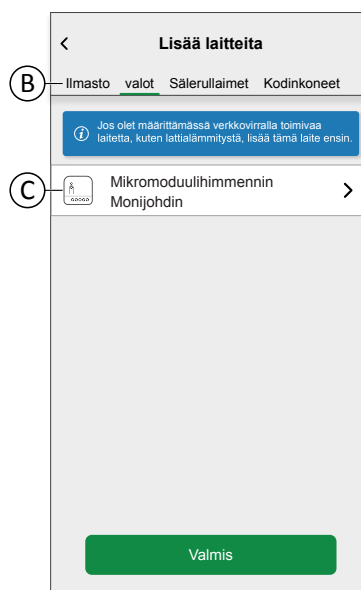 Lisää laitteita
B
Ilmasto valot Sälerullaimet Kodinkoneet
Jos olet määrittämässä verkkovirralla toimivaa
laitetta, kuten lattialämmitystä, lisää tämä laite ensin.
C
Mikromoduulihimmennin
Monijohdin
Valmis